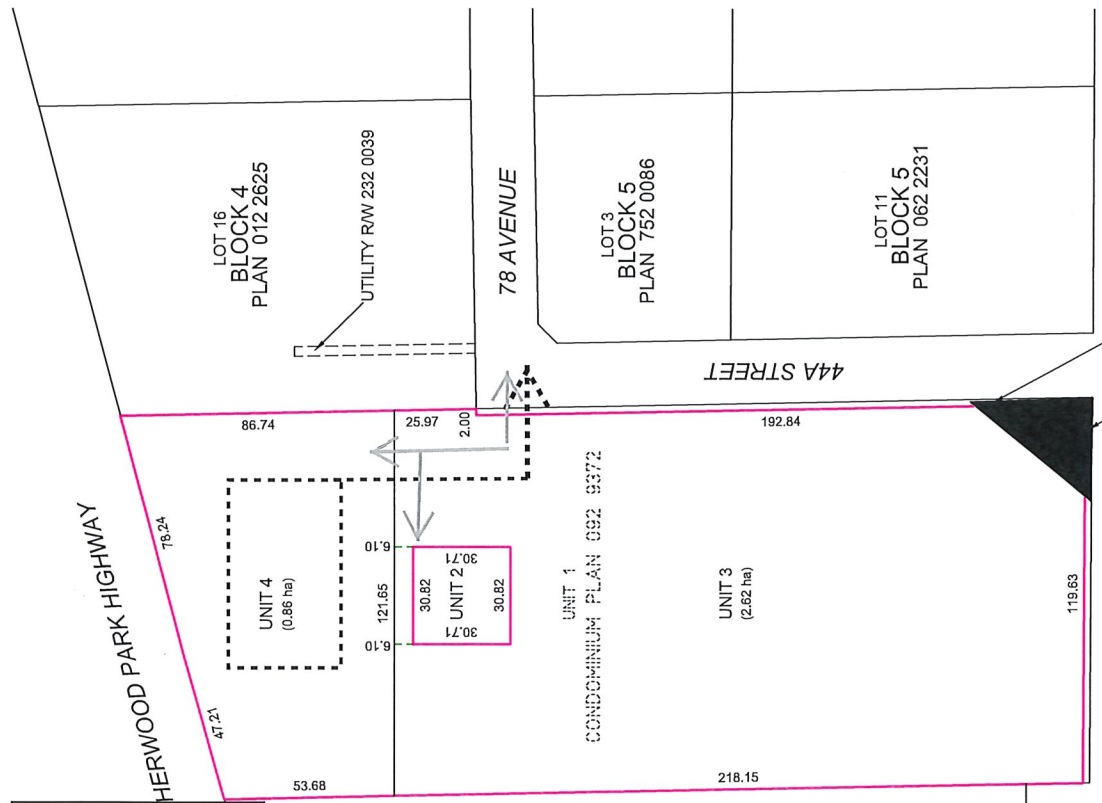 HERWOOD PARK HIGHWAY
LOT 16
BLOCK 4
PLAN 012 2625
UTILITY R/W 232 0039
78 AVENUE
LOT 3
BLOCK 5
PLAN 752 0086
LOT 11
BLOCK 5
PLAN 062 2231
44A STREET
86.74
25.97
2.00
192.84
78.24
47.21
UNIT 4
(0.86 ha)
6.10
121.65
6.10
30.82
30.71
UNIT 2
30.71
30.82
UNIT 1
CONDOMINIUM PLAN 092 9372
UNIT 3
(2.62 ha)
119.63
53.68
218.15